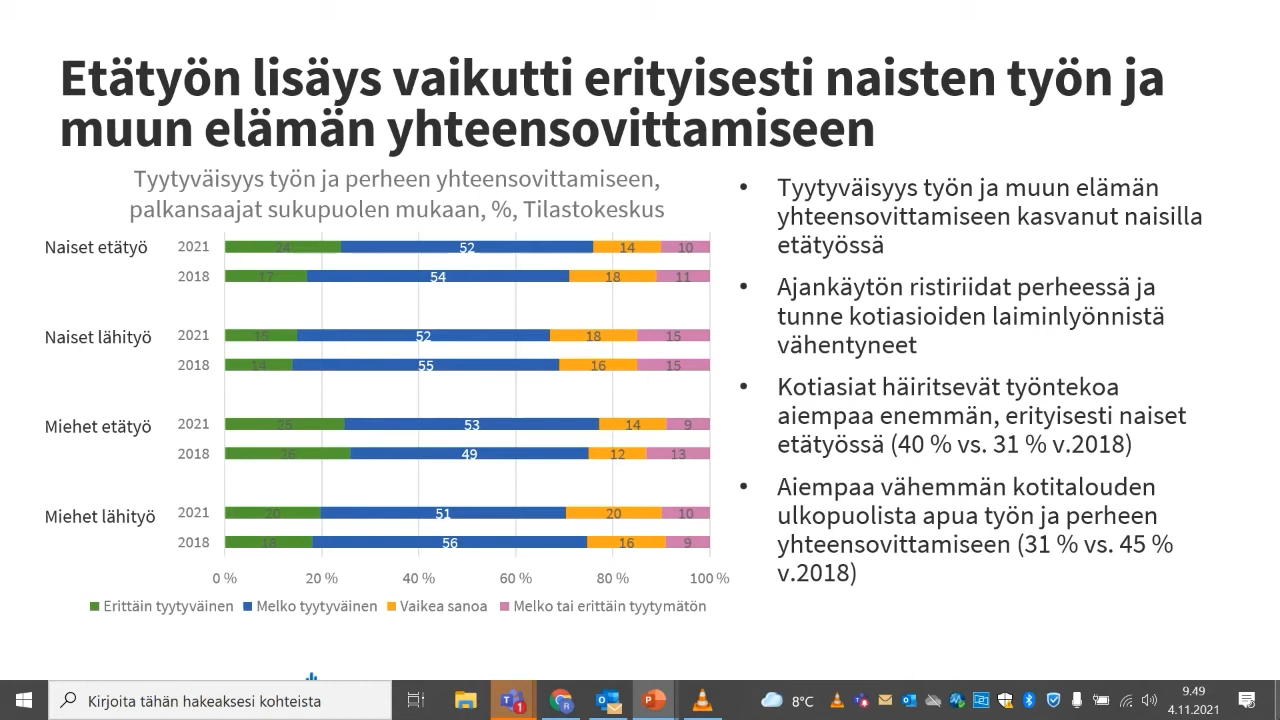 Etätyön lisäys vaikutti erityisesti naisten työn ja
muun elämän yhteensovittamiseen
Tyytyväisyys työn ja perheen yhteensovittamiseen,
palkansaajat sukupuolen mukaan, %, Tilastokeskus
Naiset etätyö 2021 24 52 14 10
2018 17 54 18 11
Naiset lähityö 2021 15 52 18 15
2018 14 55 16 15
Miehet etätyö 2021 25 53 14 9
2018 26 49 12 13
Miehet lähityö 2021 20 51 20 10
2018 18 56 16 9
0 % 20 % 40 % 60 % 80 % 100 %
Erittäin tyytyväinen Melko tyytyväinen Vaikea sanoa Melko tai erittäin tyytymätön
• Tyytyväisyys työn ja muun elämän
yhteensovittamiseen kasvanut naisilla
etätyössä
• Ajankäytön ristiriidat perheessä ja
tunne kotiasioiden laiminlyönnistä
vähentyneet
• Kotiasiat häiritsevät työntekoa
aiempaa enemmän, erityisesti naiset
etätyössä (40 % vs. 31 % v.2018)
• Aiempaa vähemmän kotitalouden
ulkopuolista apua työn ja perheen
yhteensovittamiseen (31 % vs. 45 %
v.2018)
Kirjoita tähän hakeaksesi kohteista
8°C
9.49
4.11.2021